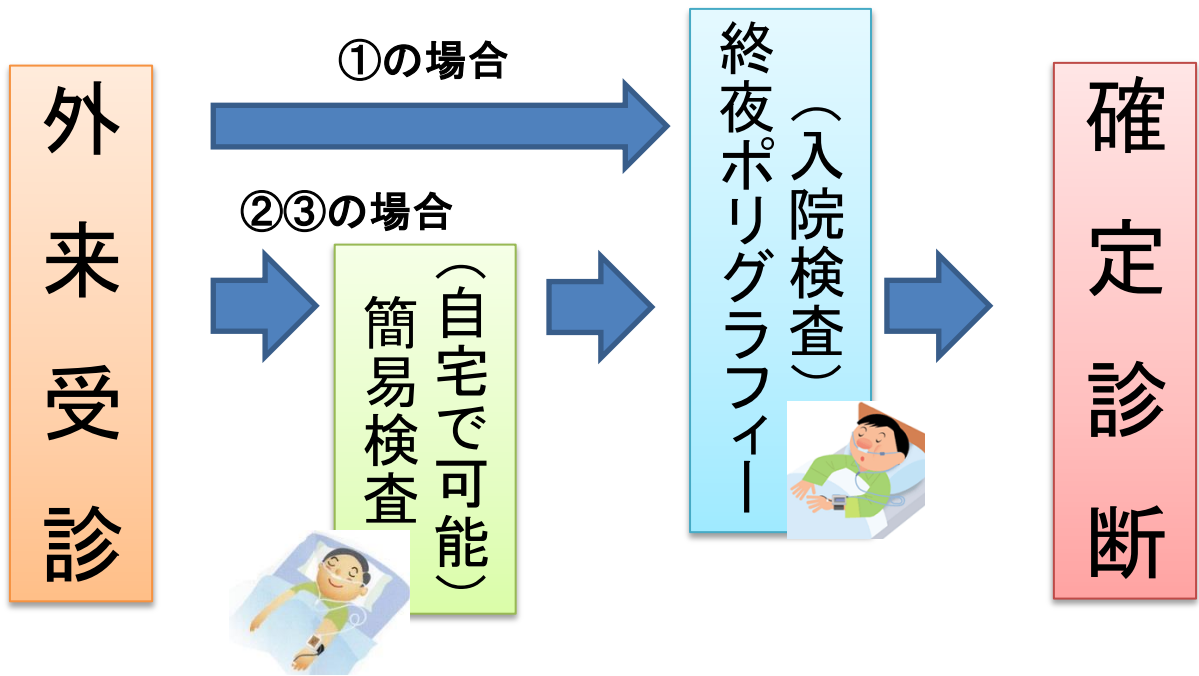 外来受診
①の場合
②③の場合
簡易検査
（自宅で可能）
終夜ポリグラフィー
（入院検査）
確定診断